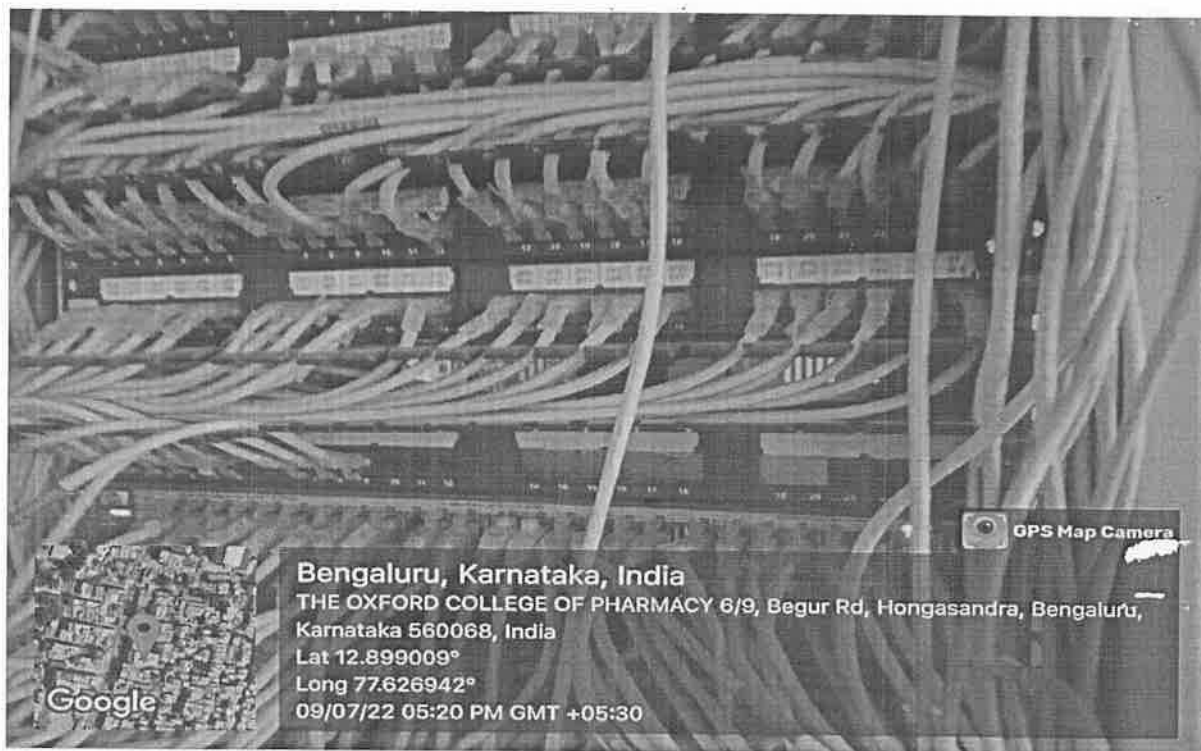 GPS Map Camera
Bengaluru, Karnataka, India
THE OXFORD COLLEGE OF PHARMACY 6/9, Begur Rd, Hongasandra, Bengaluru,
Karnataka 560068, India
Lat 12.899009°
Long 77.626942°
09/07/22 05:20 PM GMT +05:30
Google